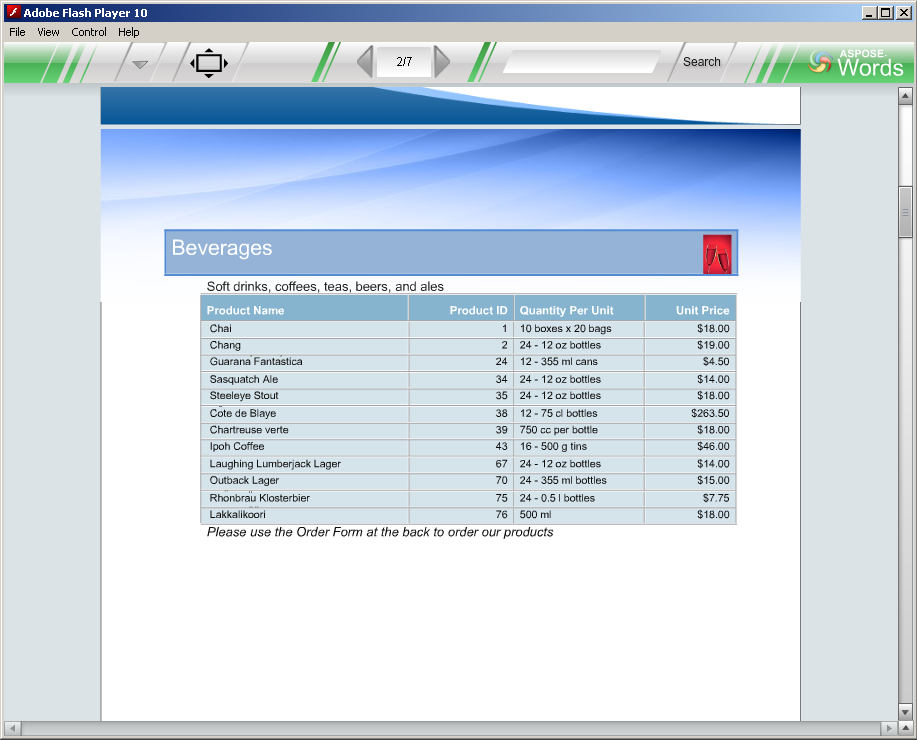 Adobe Flash Player 10
File View Control Help
2/7
Search
ASPOSE
Words
Beverages
Soft drinks, coffees, teas, beers, and ales
Product Name Product ID Quantity Per Unit Unit Price
Chai 1 10 boxes x 20 bags $18.00
Chang 2 24 - 12 oz bottles $19.00
Guarana Fantastica 24 12 - 355 ml cans $4.50
Sasquatch Ale 34 24 - 12 oz bottles $14.00
Steeleye Stout 35 24 - 12 oz bottles $18.00
Cote de Blaye 38 12 - 75 cl bottles $263.50
Chartreuse verte 39 750 cc per bottle $18.00
Ipoh Coffee 43 16 - 500 g tins $46.00
Laughing Lumberjack Lager 67 24 - 12 oz bottles $14.00
Outback Lager 70 24 - 355 ml bottles $15.00
Rhonbrau Klosterbier 75 24 - 0.5 l bottles $7.75
Lakkalikoori 76 500 ml $18.00
Please use the Order Form at the back to order our products